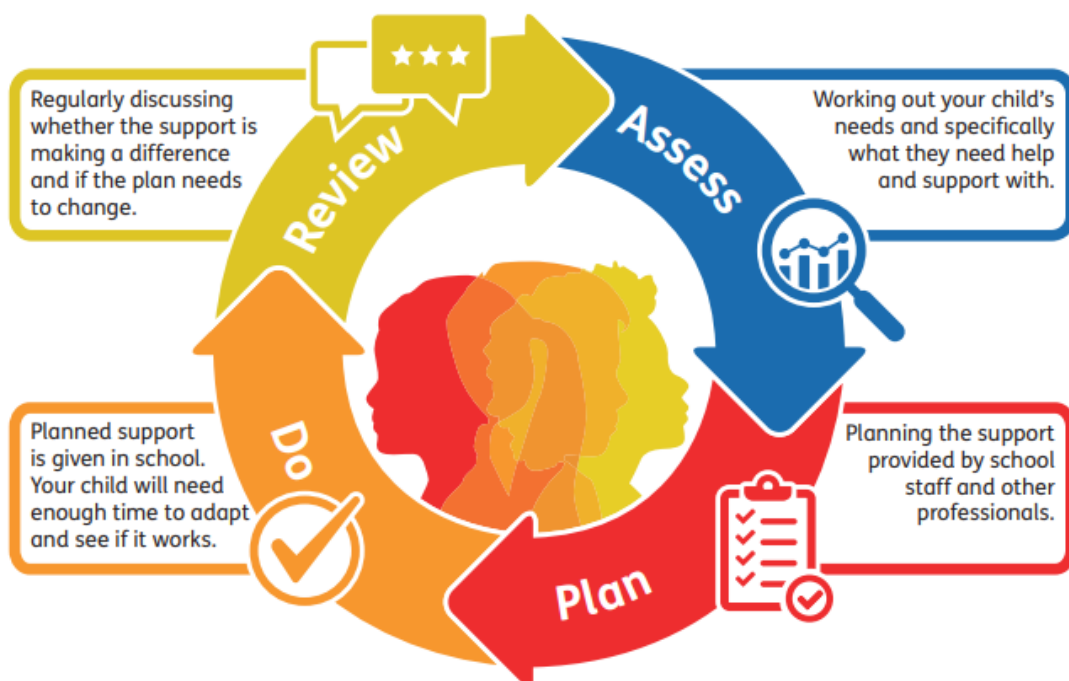 Regularly discussing
whether the support is
making a difference
and if the plan needs
to change.
Review
Assess
Working out your child’s
needs and specifically
what they need help
and support with.
Planned support
is given in school.
Your child will need
enough time to adapt
and see if it works.
Do
Plan
Planning the support
provided by school
staff and other
professionals.